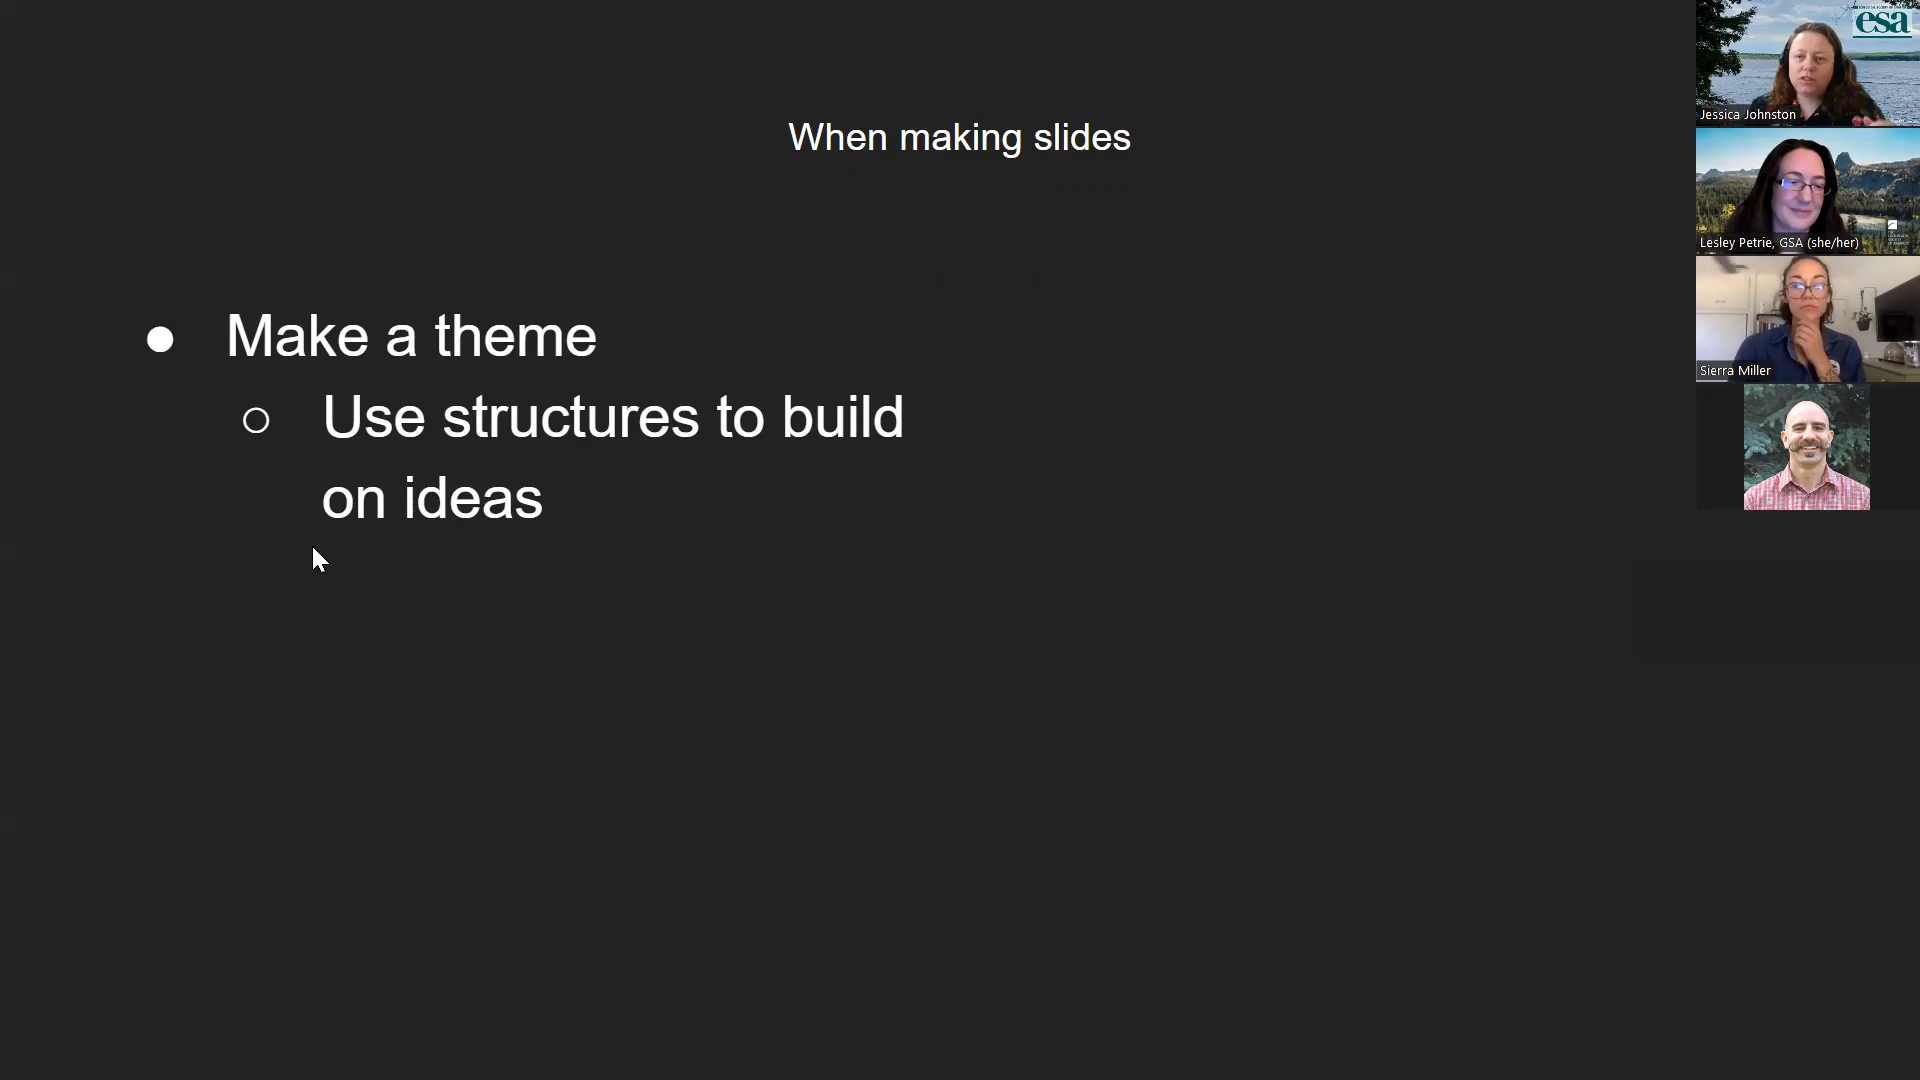 When making slides
● Make a theme
○ Use structures to build
on ideas
esa
Jessica Johnston
Lesley Petrie, GSA (she/her)
Sierra Miller